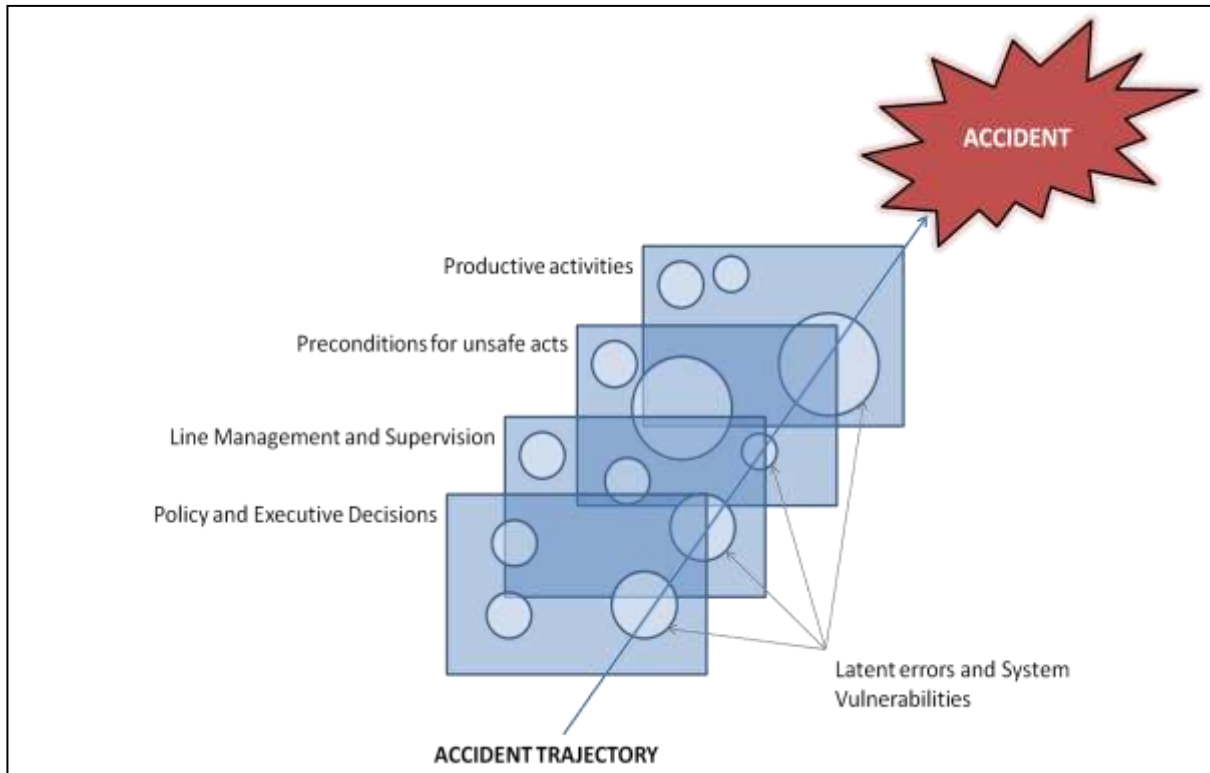 ACCIDENT
Productive activities
Preconditions for unsafe acts
Line Management and Supervision
Policy and Executive Decisions
Latent errors and System
Vulnerabilities
ACCIDENT TRAJECTORY